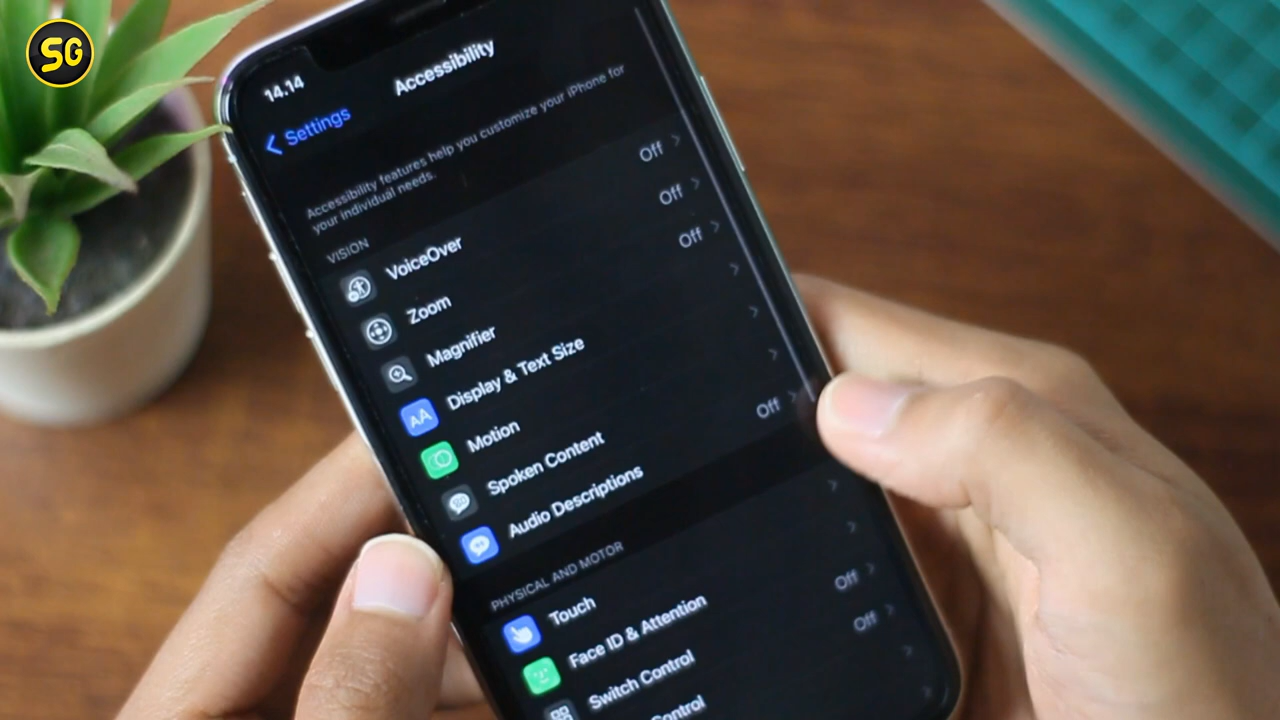 SG
14.14
Settings
Accessibility
Accessibility features help you customize your iPhone for
your individual needs.
VISION
VoiceOver Off
Zoom Off
Magnifier Off
Display & Text Size
Motion
Spoken Content
Audio Descriptions Off
PHYSICAL AND MOTOR
Touch
Face ID & Attention
Switch Control Off
Control Off